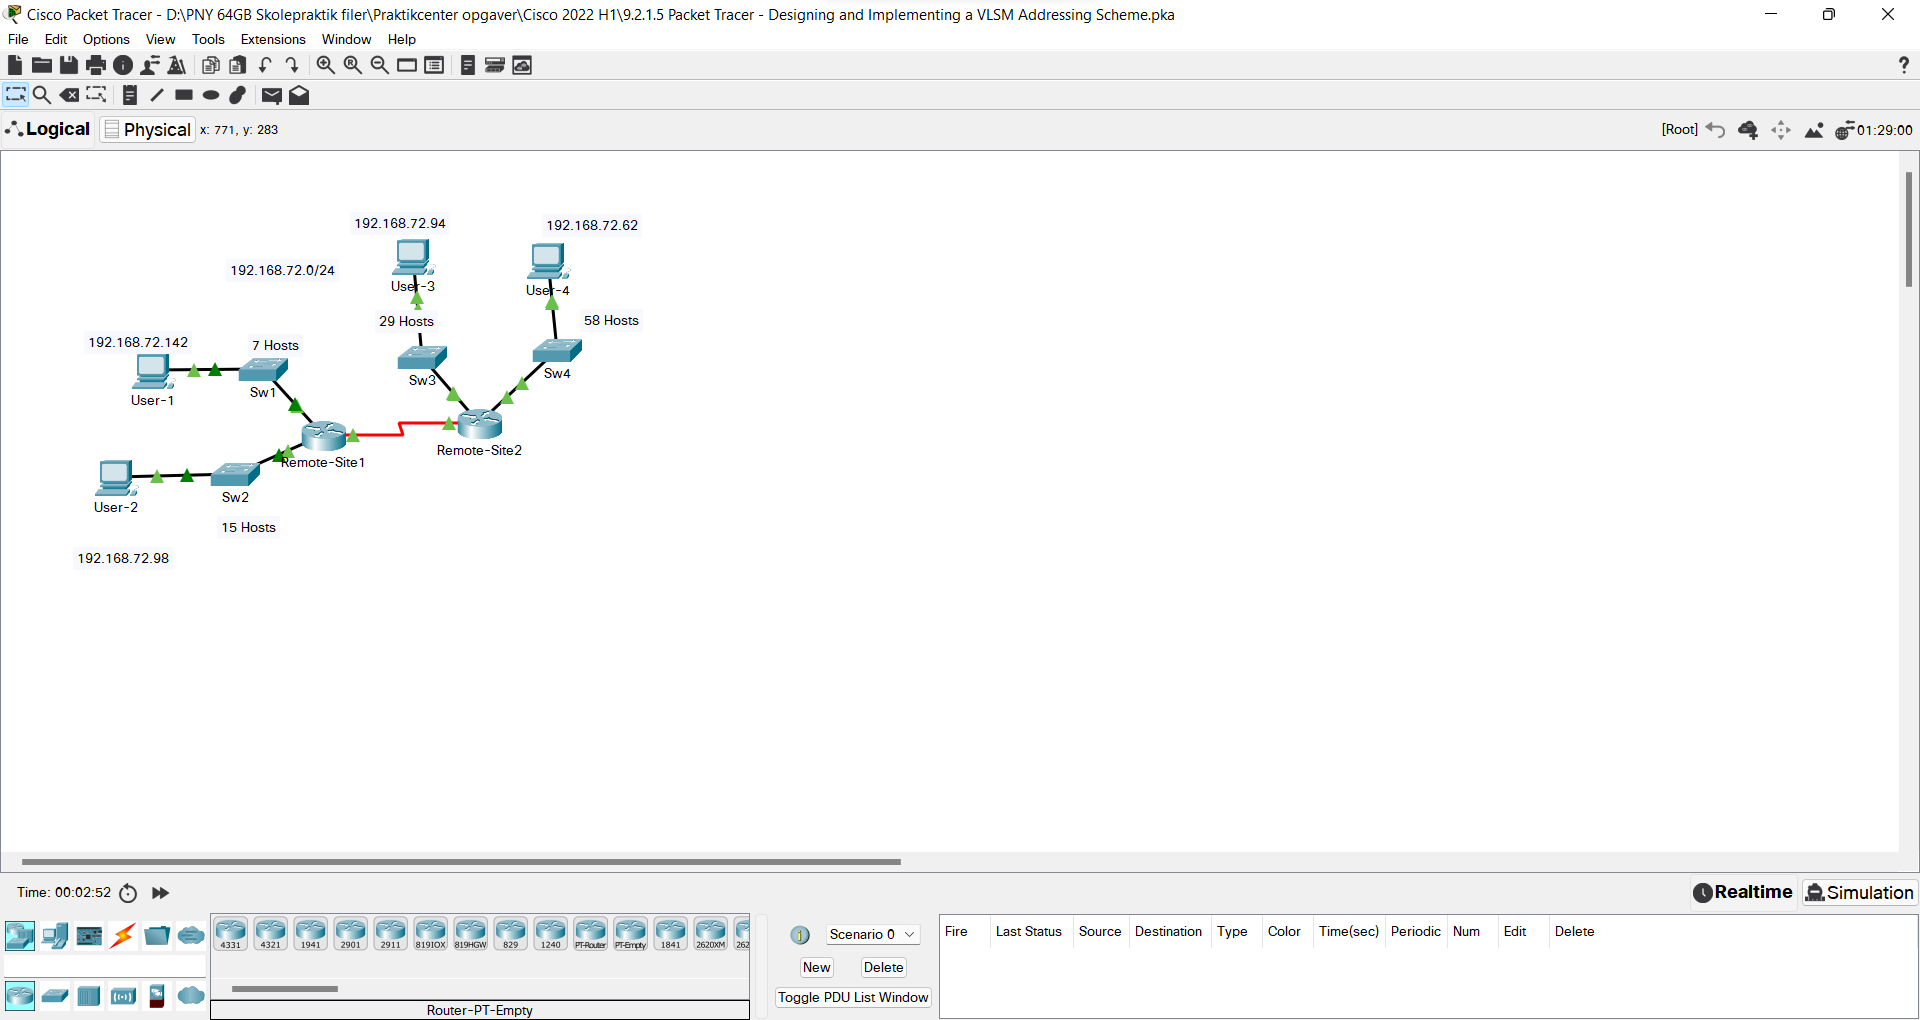 Cisco Packet Tracer - D:\PNY 64GB Skolepraktik filer\Praktikcenter opgaver\Cisco 2022 H1\9.2.1.5 Packet Tracer - Designing and Implementing a VLSM Addressing Scheme.pka
File Edit Options View Tools Extensions Window Help
?
Logical Physical x: 771, y: 283 [Root] 01:29:00
192.168.72.94
192.168.72.62
192.168.72.0/24
User-3
User-4
29 Hosts
58 Hosts
192.168.72.142
7 Hosts
Sw3
Sw4
Sw1
User-1
Remote-Site2
Remote-Site1
Sw2
User-2
15 Hosts
192.168.72.98
Time: 00:02:52 Realtime Simulation
4331 4321 1941 2901 2911 819IOX 819HGW 829 1240 PT-Router PT-Empty 1841 2620XM 262
Router-PT-Empty
Scenario 0
New Delete
Toggle PDU List Window
Fire Last Status Source Destination Type Color Time(sec) Periodic Num Edit Delete